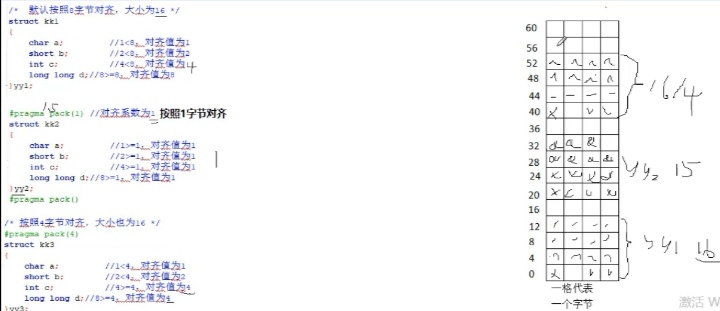 /* 默认按照8字节对齐，大小为16 */
struct kk1
{
char a; //1<8, 对齐值为1
short b; //2<8, 对齐值为2
int c; //4<8, 对齐值为4
long long d;//8>=8, 对齐值为8
}yy1;
15
#pragma pack(1) //对齐系数为1 按照1字节对齐
struct kk2
{
char a; //1>=1, 对齐值为1
short b; //2>=1, 对齐值为1
int c; //4>=1, 对齐值为1
long long d;//8>=1, 对齐值为1
}yy2;
#pragma pack()
/* 按照4字节对齐，大小也为16 */
#pragma pack(4)
struct kk3
{
char a; //1<4, 对齐值为1
short b; //2<4, 对齐值为2
int c; //4>=4, 对齐值为4
long long d;//8>=4, 对齐值为4
}yy3;
60
56
52
48
44
40
36
32
28
24
20
16
12
8
4
0
16/4
yy2 15
yy1 16
一格代表
一个字节
激活 W